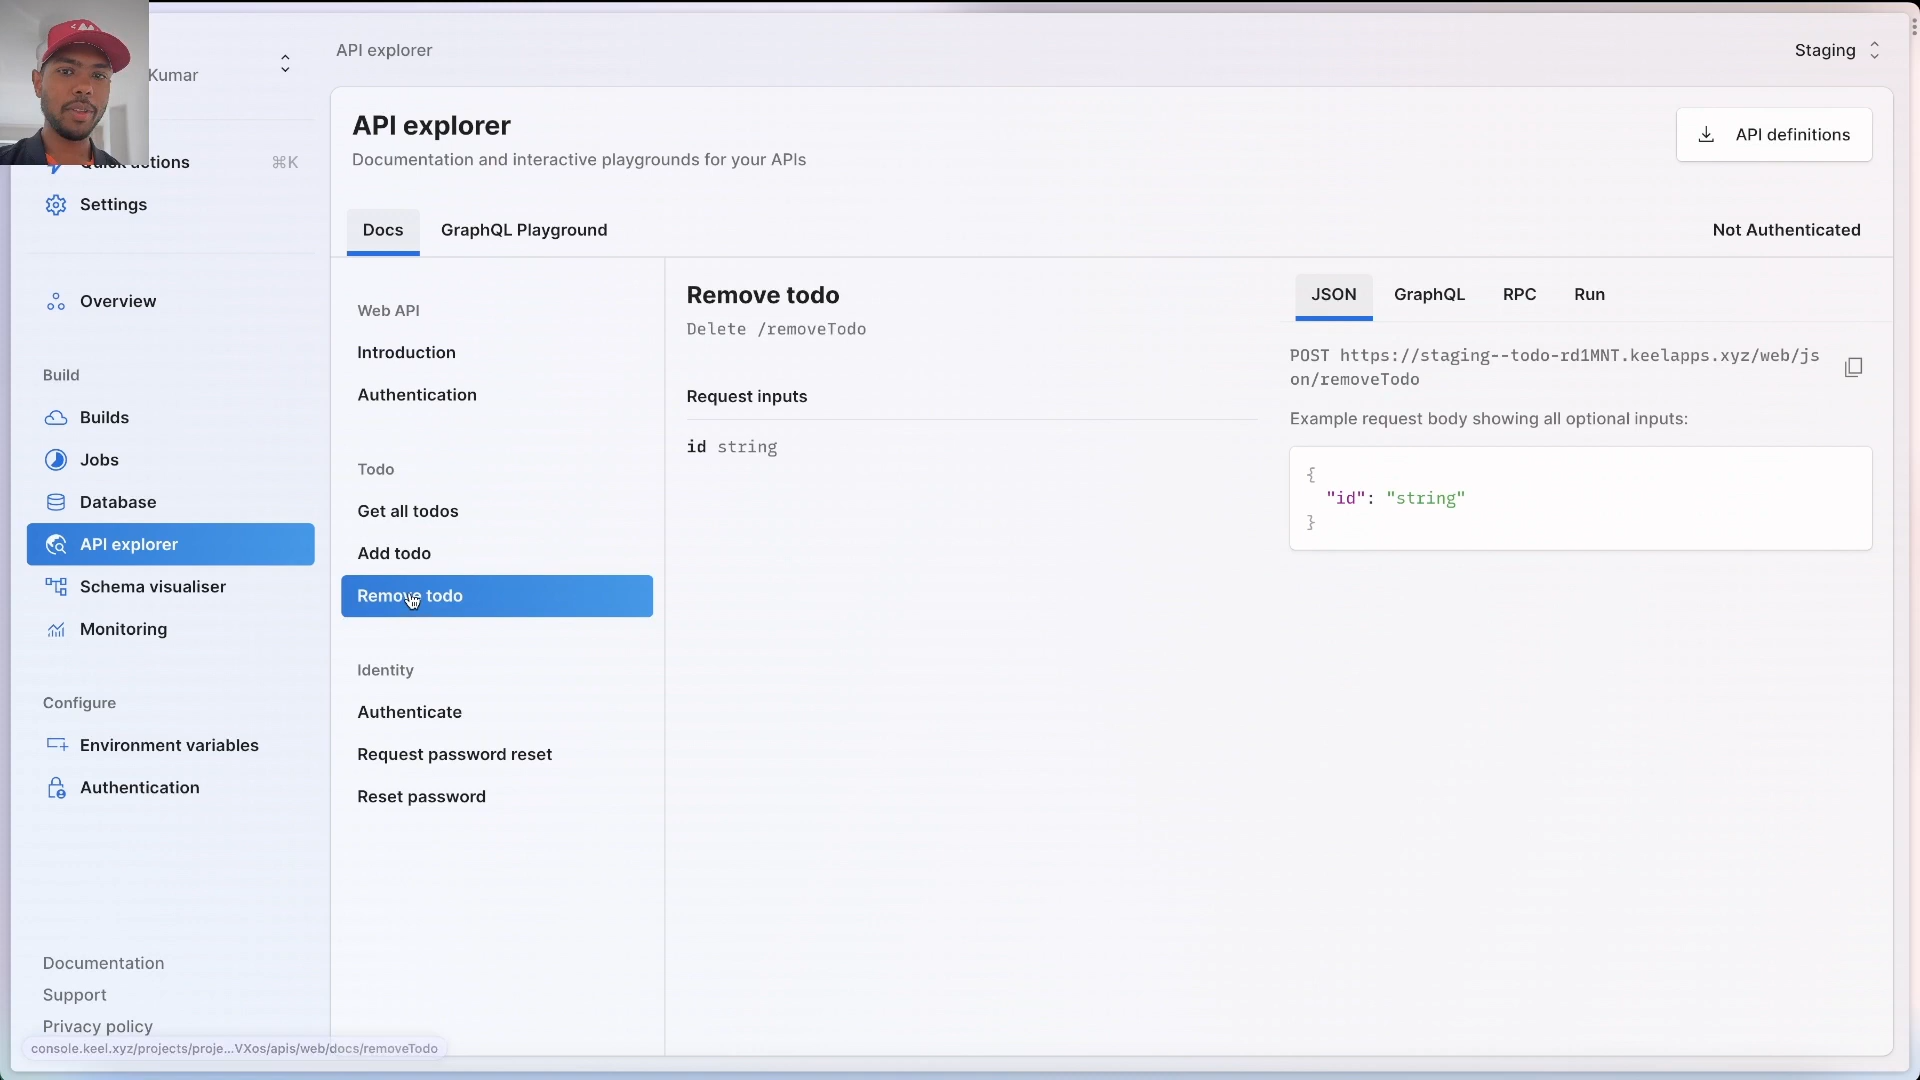 Kumar
Quick actions ⌘K
Settings
Overview
Build
Builds
Jobs
Database
API explorer
Schema visualiser
Monitoring
Configure
Environment variables
Authentication
Documentation
Support
Privacy policy
console.keel.xyz/projects/proje...VXos/apis/web/docs/removeTodo
API explorer
Staging
API explorer
Documentation and interactive playgrounds for your APIs
API definitions
Docs
GraphQL Playground
Not Authenticated
Web API
Introduction
Authentication
Todo
Get all todos
Add todo
Remove todo
Identity
Authenticate
Request password reset
Reset password
Remove todo
Delete /removeTodo
Request inputs
id string
JSON GraphQL RPC Run
POST https://staging--todo-rd1MNT.keelapps.xyz/web/js
on/removeTodo
Example request body showing all optional inputs:
{
"id": "string"
}